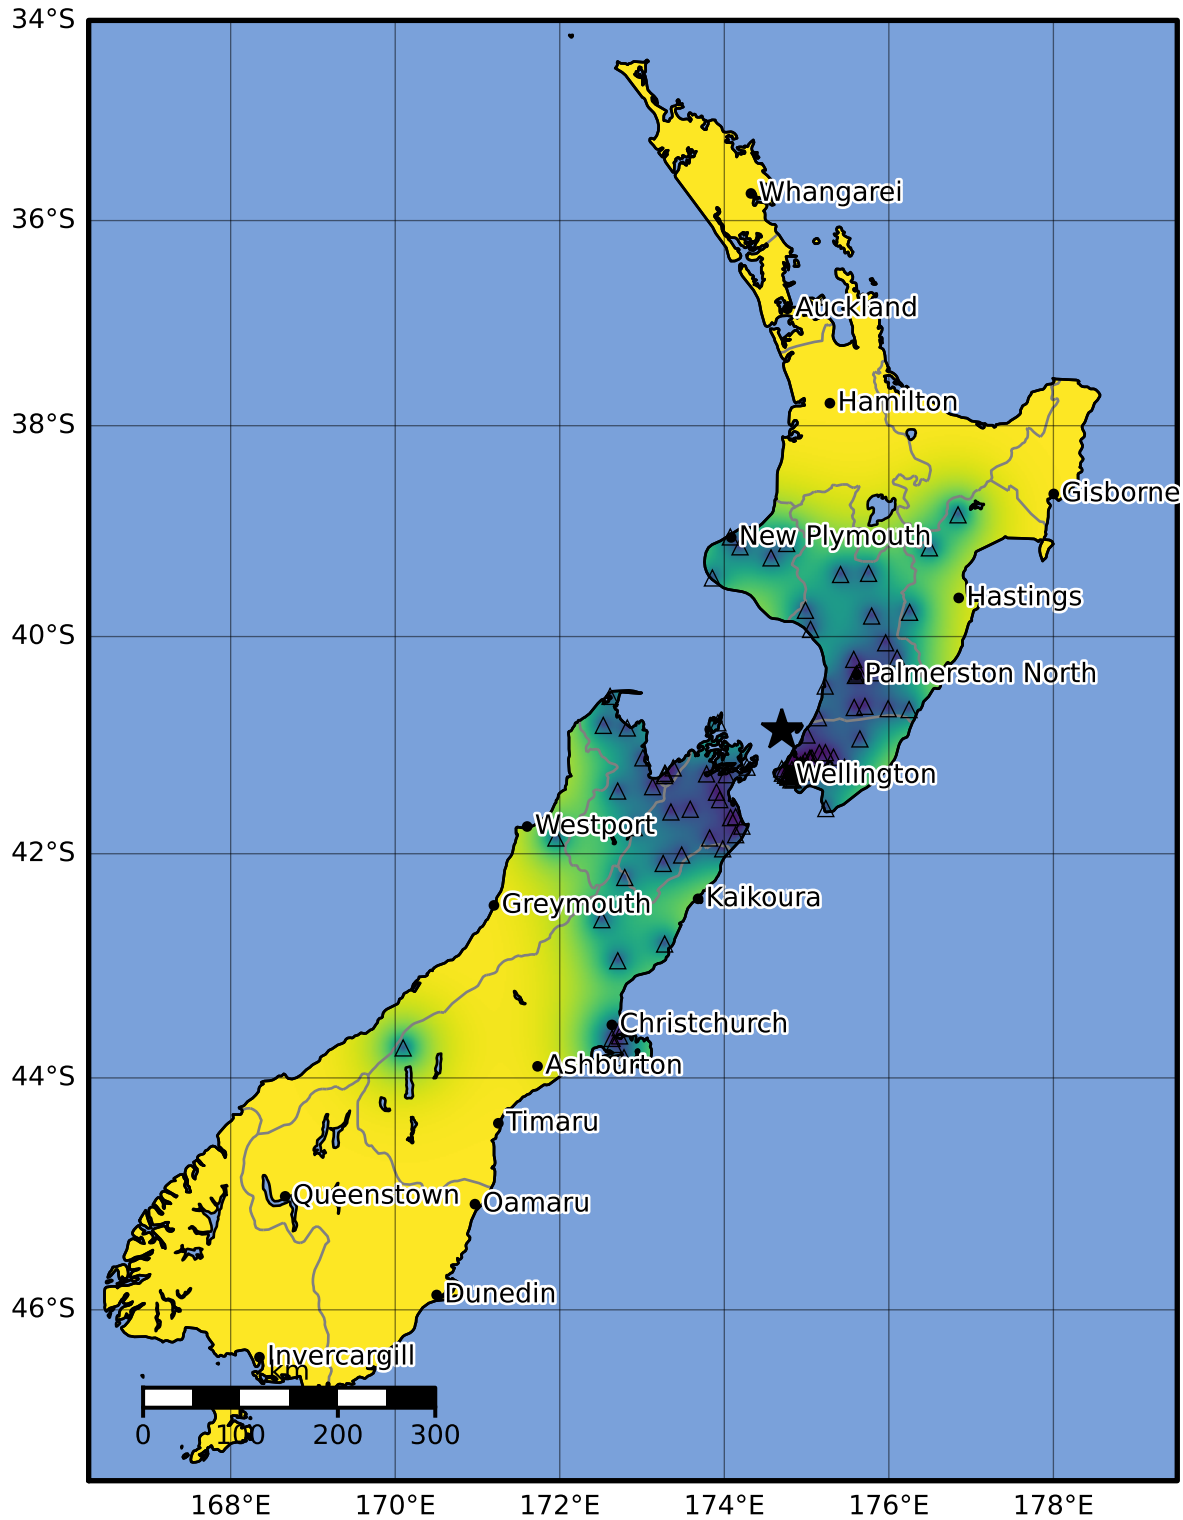 34°S
Whangarei
36°S
Auckland
Hamilton
38°S
Gisborne
New Plymouth
Hastings
40°S
Palmerston North
Wellington
Westport
42°S
Kaikoura
Greymouth
Christchurch
Ashburton
44°S
Timaru
Queenstown
Oamaru
Dunedin
46°S
Invercargill
km
0 100 200 300
168°E 170°E 172°E 174°E 176°E 178°E